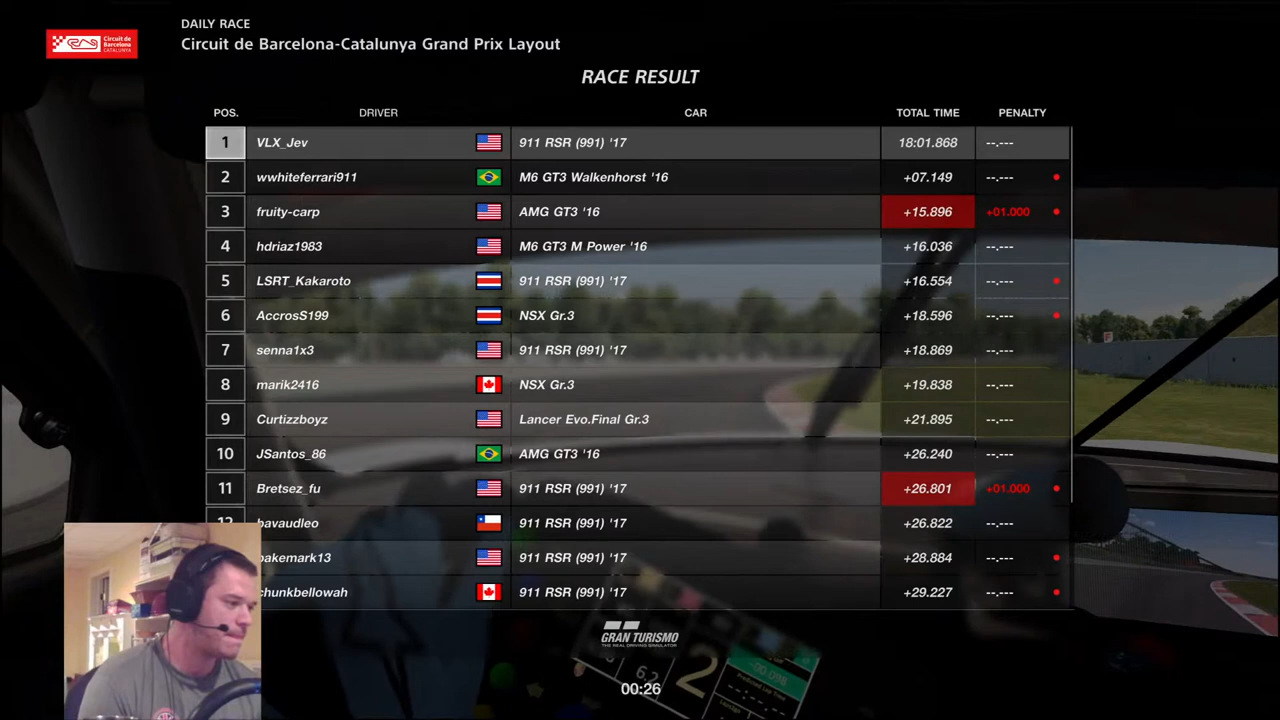 DAILY RACE
Circuit de Barcelona-Catalunya Grand Prix Layout
Circuit de
Barcelona
CATALUNYA
RACE RESULT
POS. DRIVER CAR TOTAL TIME PENALTY
1 VLX_Jev 911 RSR (991) '17 18:01.868 --.---
2 wwhiteferrari911 M6 GT3 Walkenhorst '16 +07.149 --.---
3 fruity-carp AMG GT3 '16 +15.896 +01.000
4 hdriaz1983 M6 GT3 M Power '16 +16.036 --.---
5 LSRT_Kakaroto 911 RSR (991) '17 +16.554 --.---
6 AccrosS199 NSX Gr.3 +18.596 --.---
7 senna1x3 911 RSR (991) '17 +18.869 --.---
8 marik2416 NSX Gr.3 +19.838 --.---
9 Curtizzboyz Lancer Evo.Final Gr.3 +21.895 --.---
10 JSantos_86 AMG GT3 '16 +26.240 --.---
11 Bretsez_fu 911 RSR (991) '17 +26.801 +01.000
12 bavaudleo 911 RSR (991) '17 +26.822 --.---
911 RSR (991) '17 +28.884 --.---
chunkbellowah 911 RSR (991) '17 +29.227 --.---
GRAN TURISMO
THE REAL DRIVING SIMULATOR
6.2 2
00:26